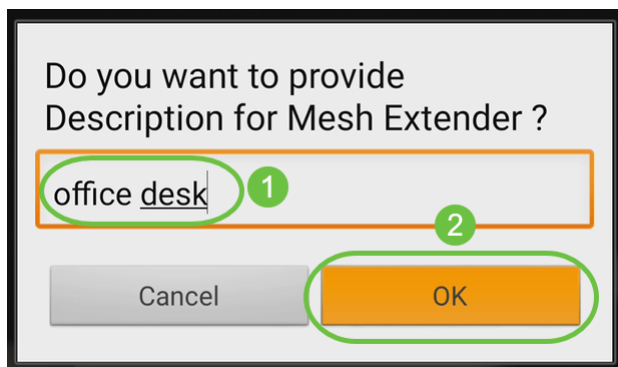 Do you want to provide
Description for Mesh Extender ?
office desk
1
2
Cancel
OK